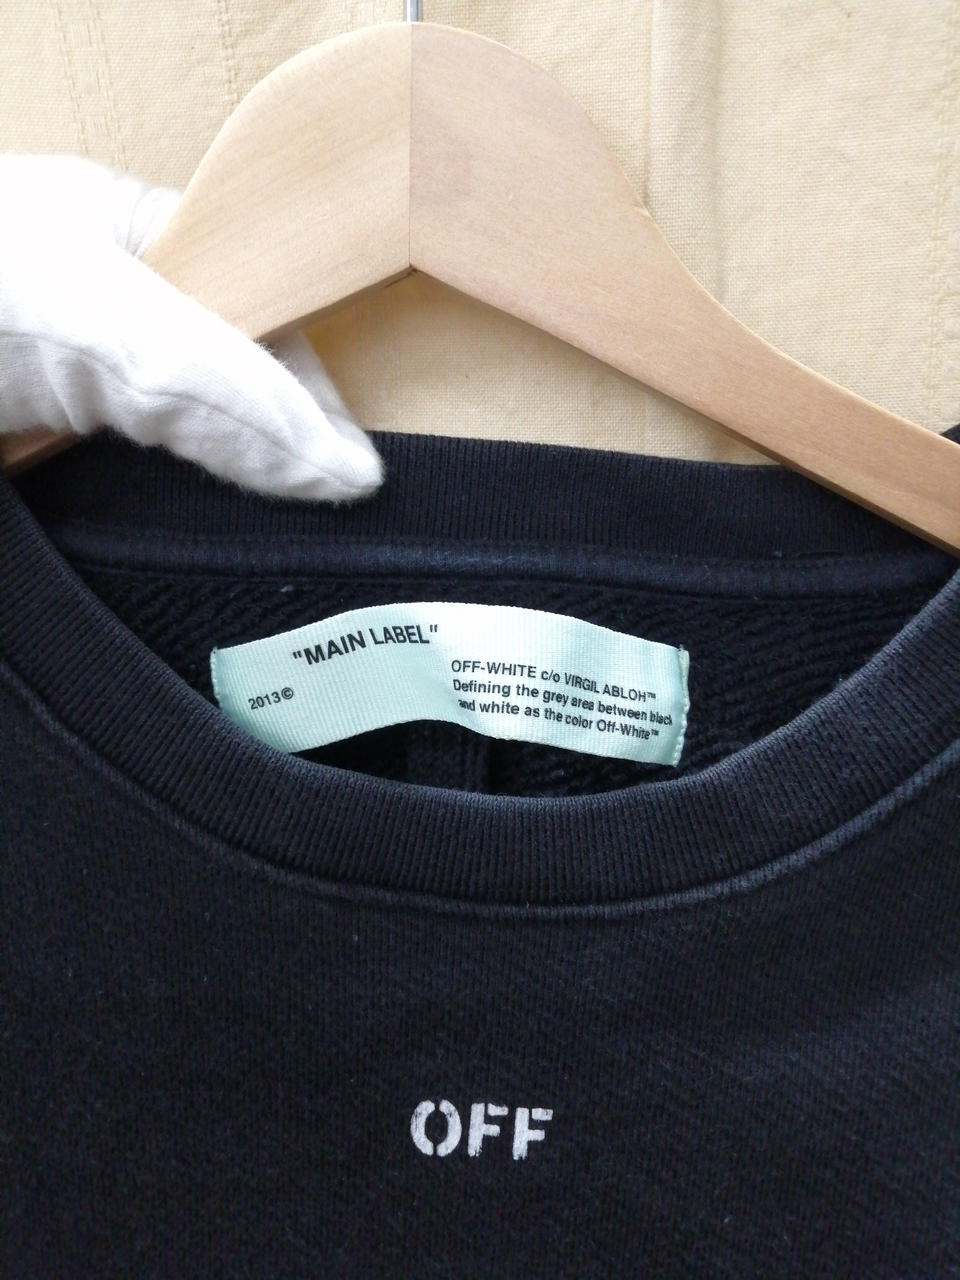 "MAIN LABEL"
2013©
OFF-WHITE c/o VIRGIL ABLOH™
Defining the grey area between black
and white as the color Off-White™
OFF